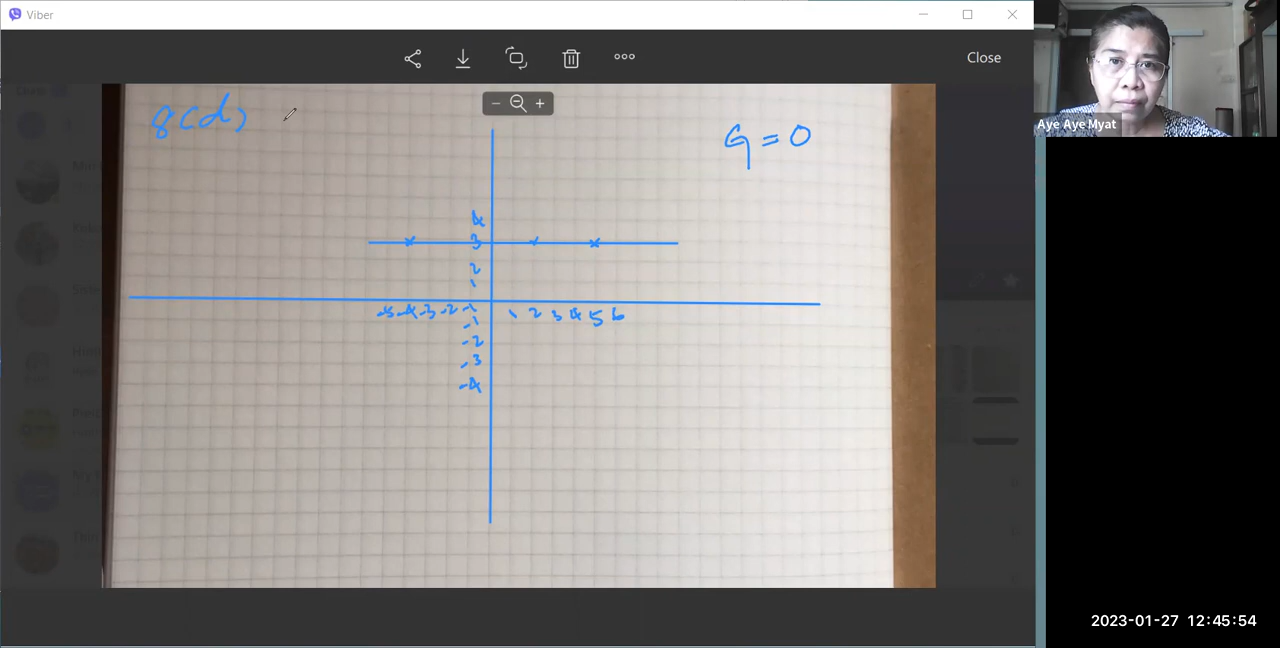 Viber
Close
8(d)
G = 0
4
3
2
1
-5 -4 -3 -2 -1 1 2 3 4 5 6
-1
-2
-3
-4
Aye Aye Myat
2023-01-27 12:45:54